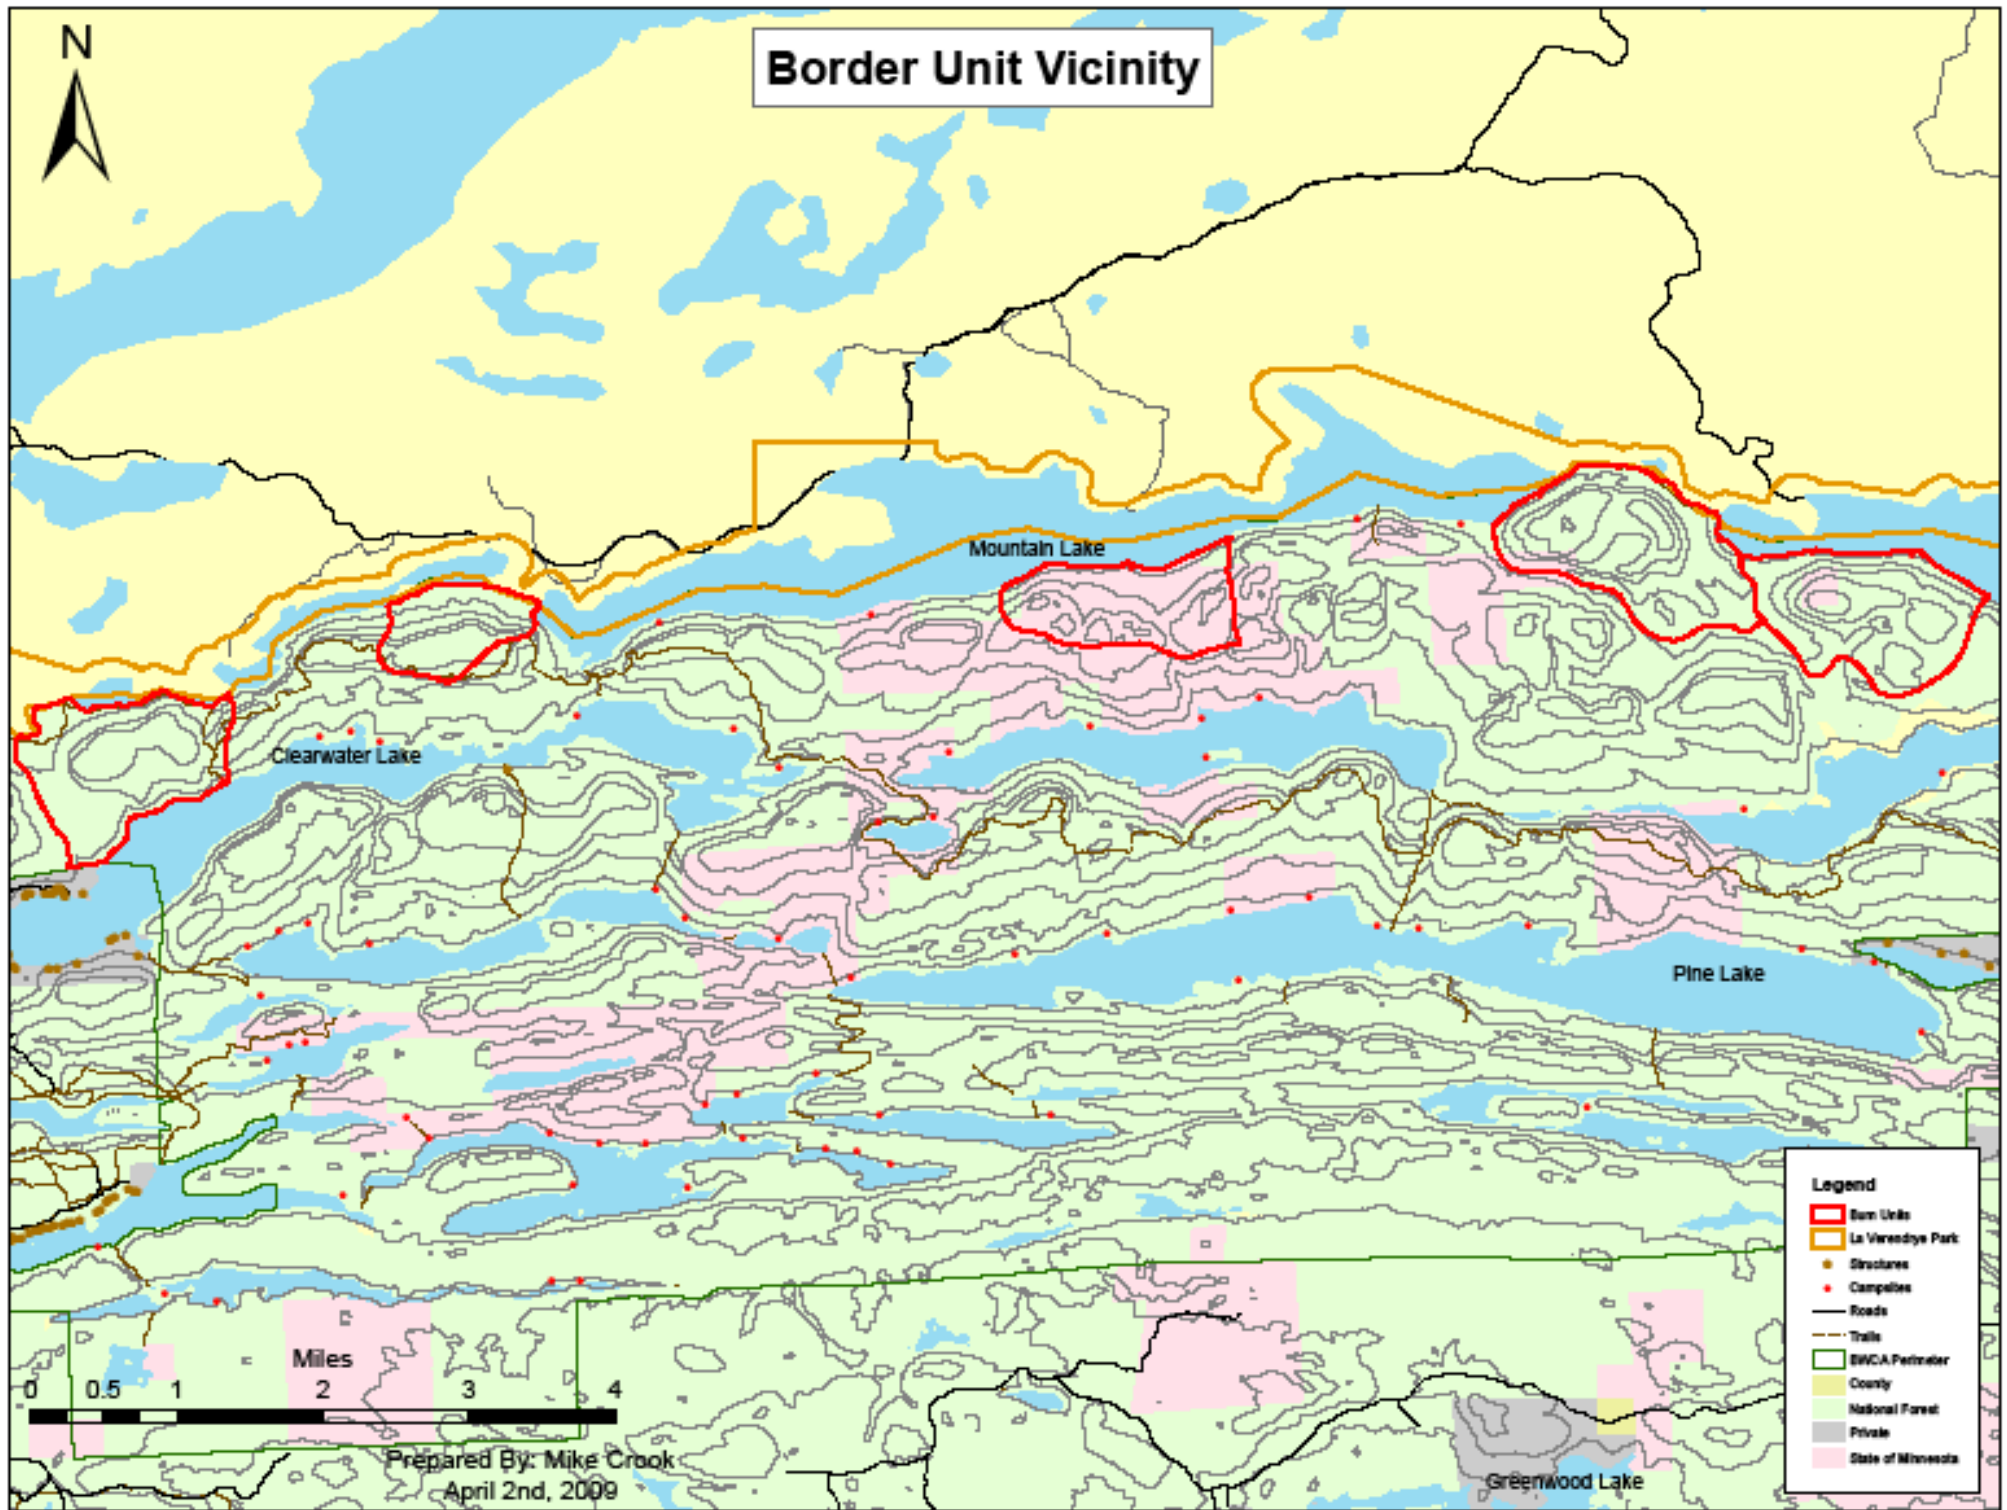 N
Border Unit Vicinity
Mountain Lake
Clearwater Lake
Pine Lake
Legend
Burn Units
La Verendrye Park
Structures
Campsites
Roads
Trails
BWCA Perimeter
County
National Forest
Private
State of Minnesota
Miles
0 0.5 1 2 3 4
Prepared By: Mike Crook
April 2nd, 2009
Greenwood Lake